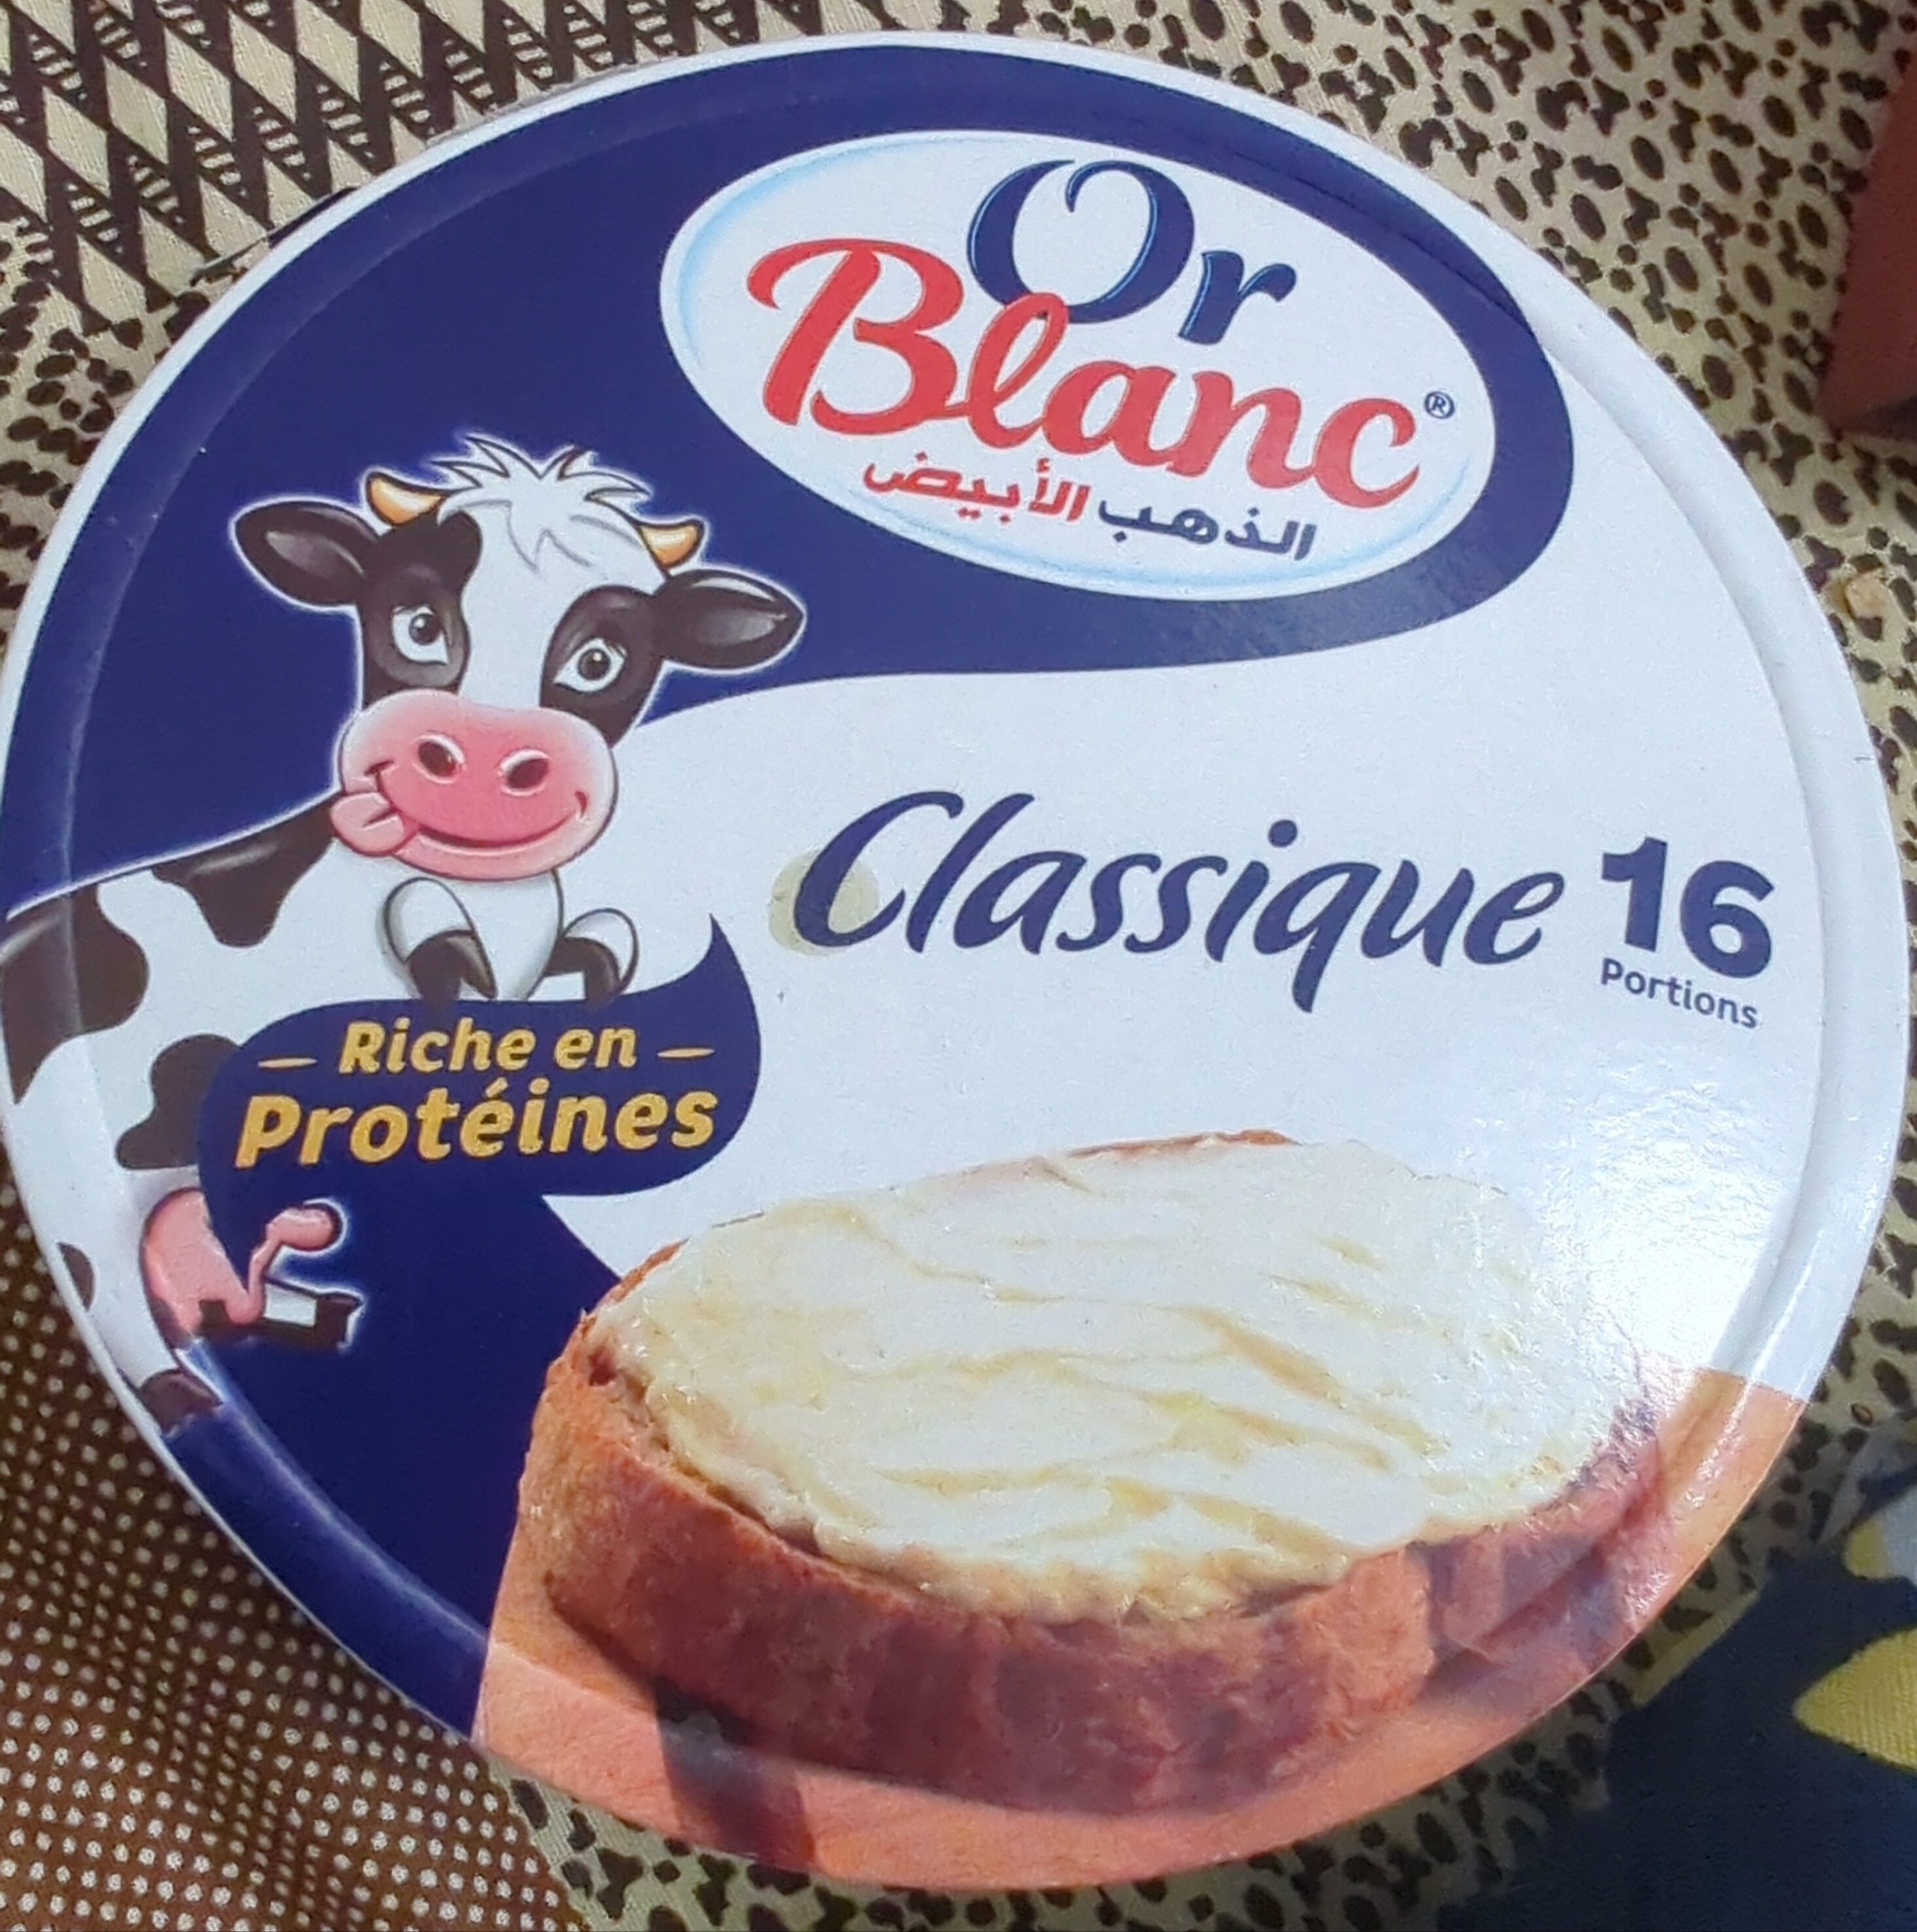 Or
Blanc®
الذهب الأبيض
Classique
16
Portions
– Riche en –
Protéines